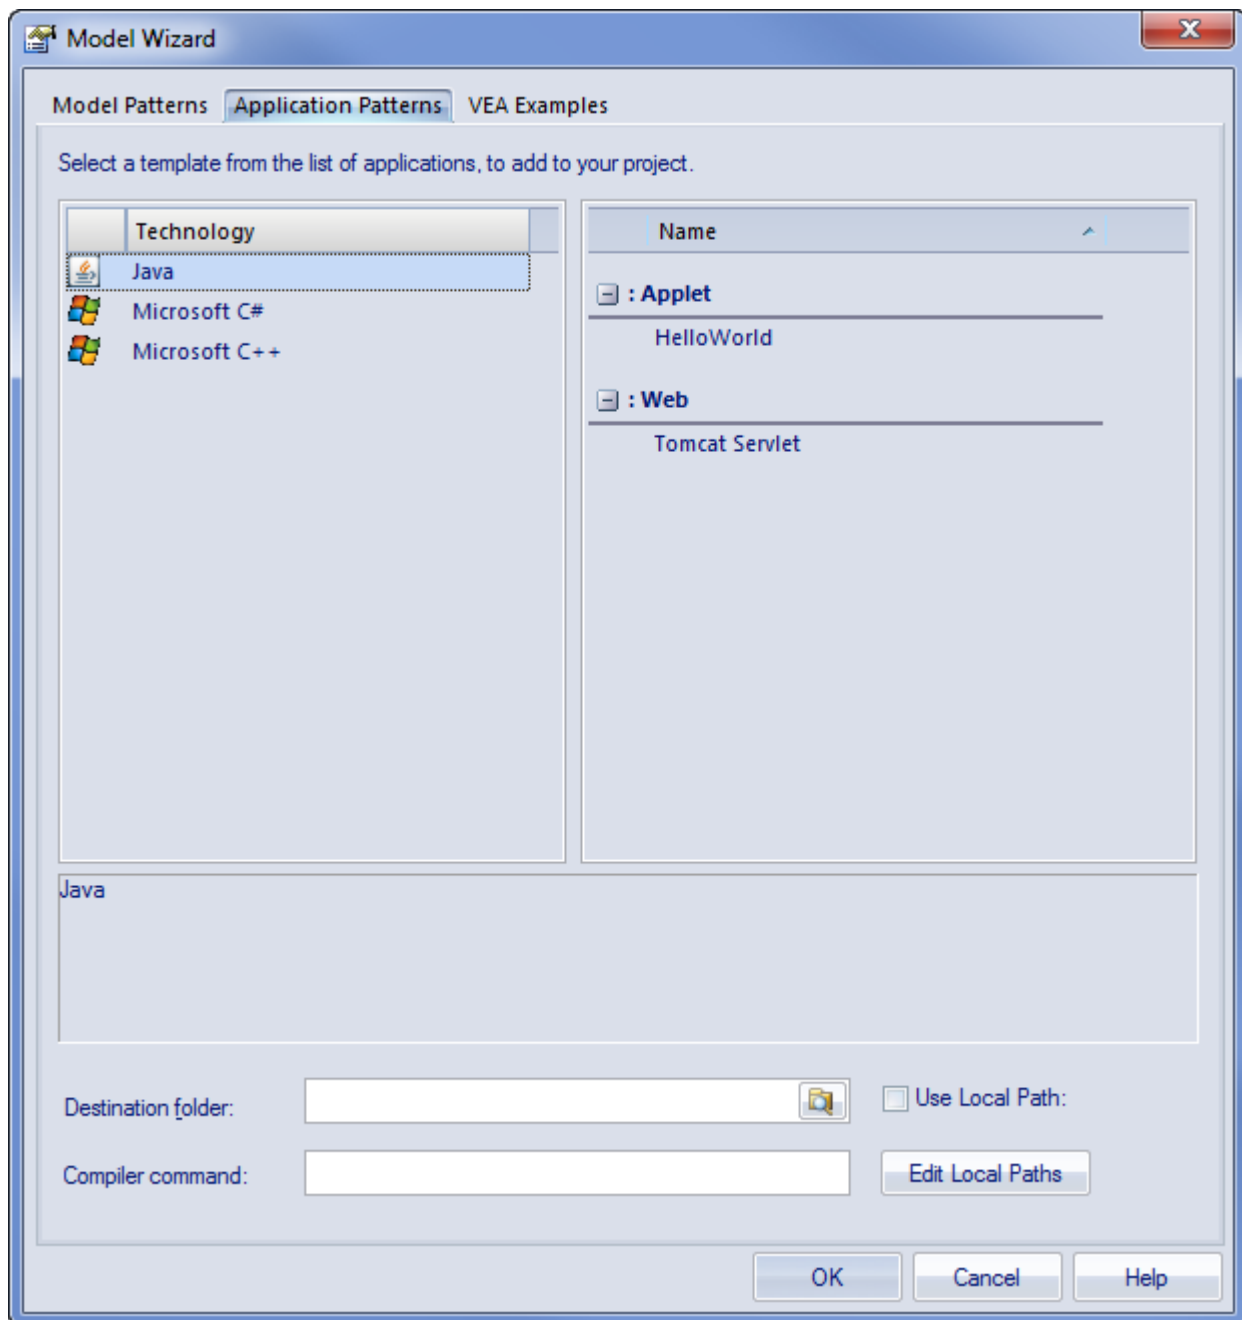 Model Wizard
Model Patterns Application Patterns VEA Examples
Select a template from the list of applications, to add to your project.
Technology
Java
Microsoft C#
Microsoft C++
Name
: Applet
HelloWorld
: Web
Tomcat Servlet
Java
Destination folder:
Use Local Path:
Compiler command:
Edit Local Paths
OK Cancel Help